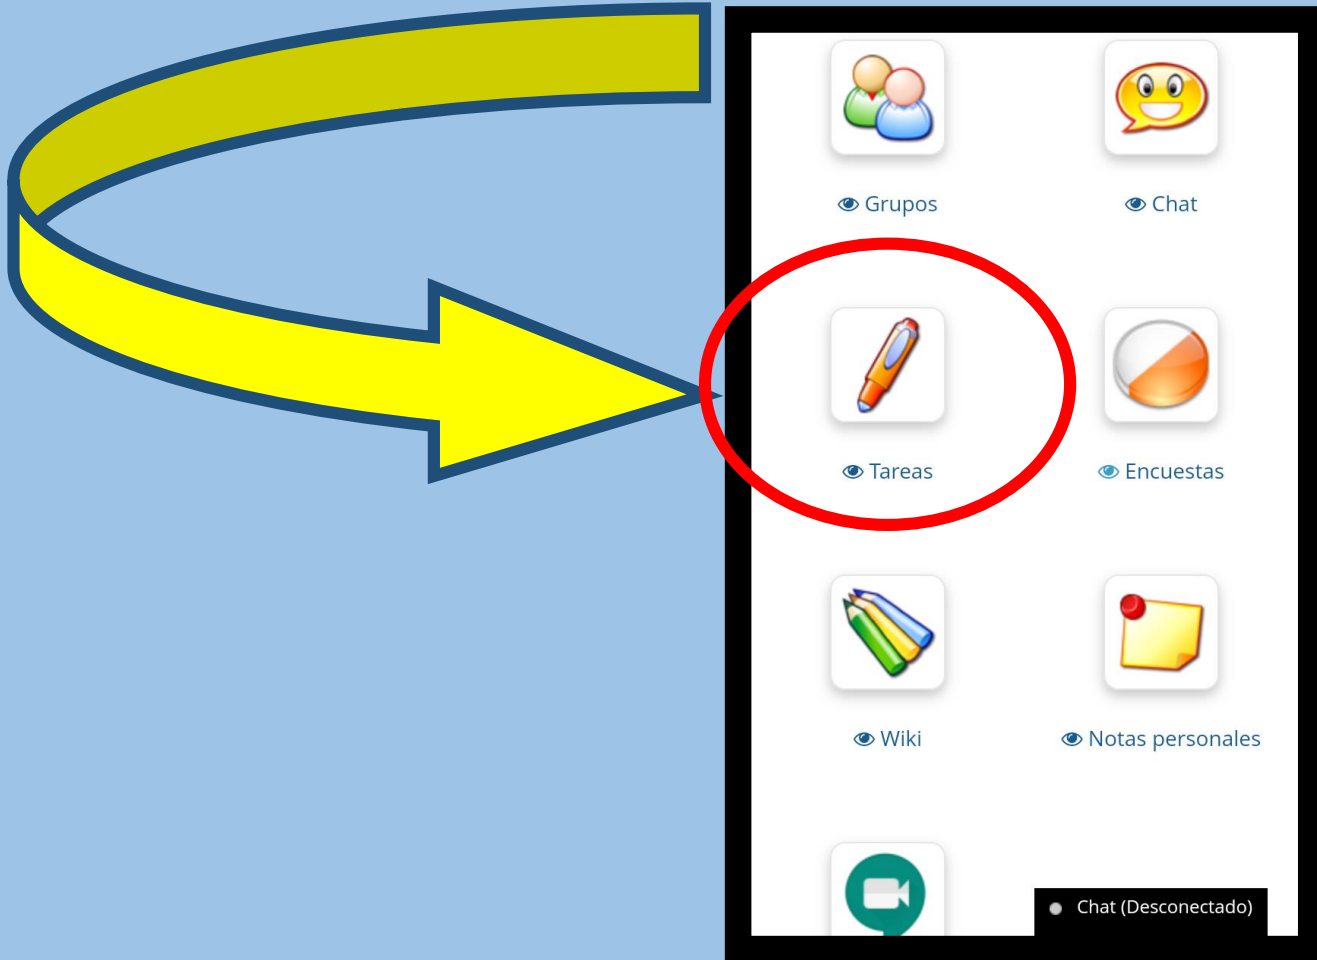 Grupos
Chat
Tareas
Encuestas
Wiki
Notas personales
Chat (Desconectado)